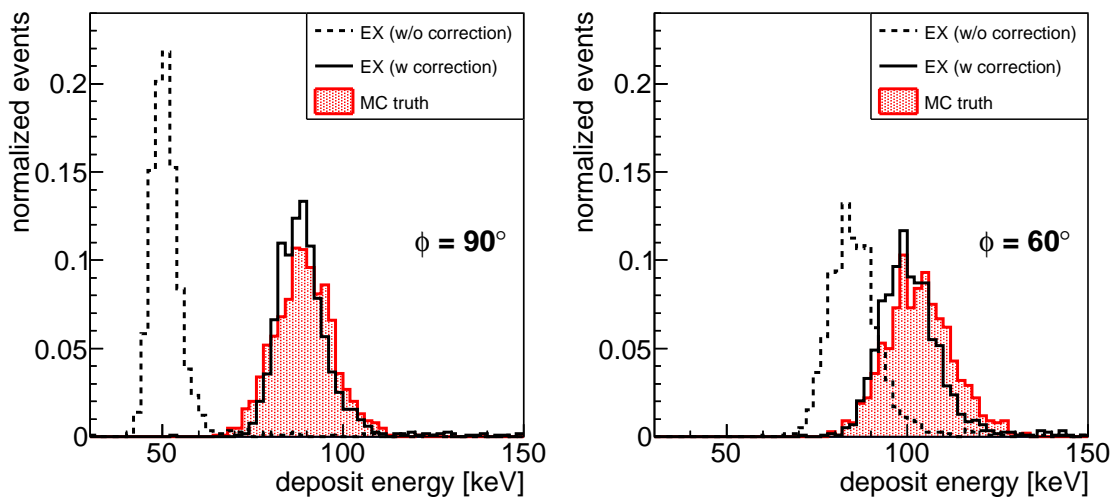 normalized events
0.2
0.15
0.1
0.05
0
EX (w/o correction)
EX (w correction)
MC truth
ϕ = 90°
50
100
150
deposit energy [keV]
normalized events
0.2
0.15
0.1
0.05
0
EX (w/o correction)
EX (w correction)
MC truth
ϕ = 60°
50
100
150
deposit energy [keV]